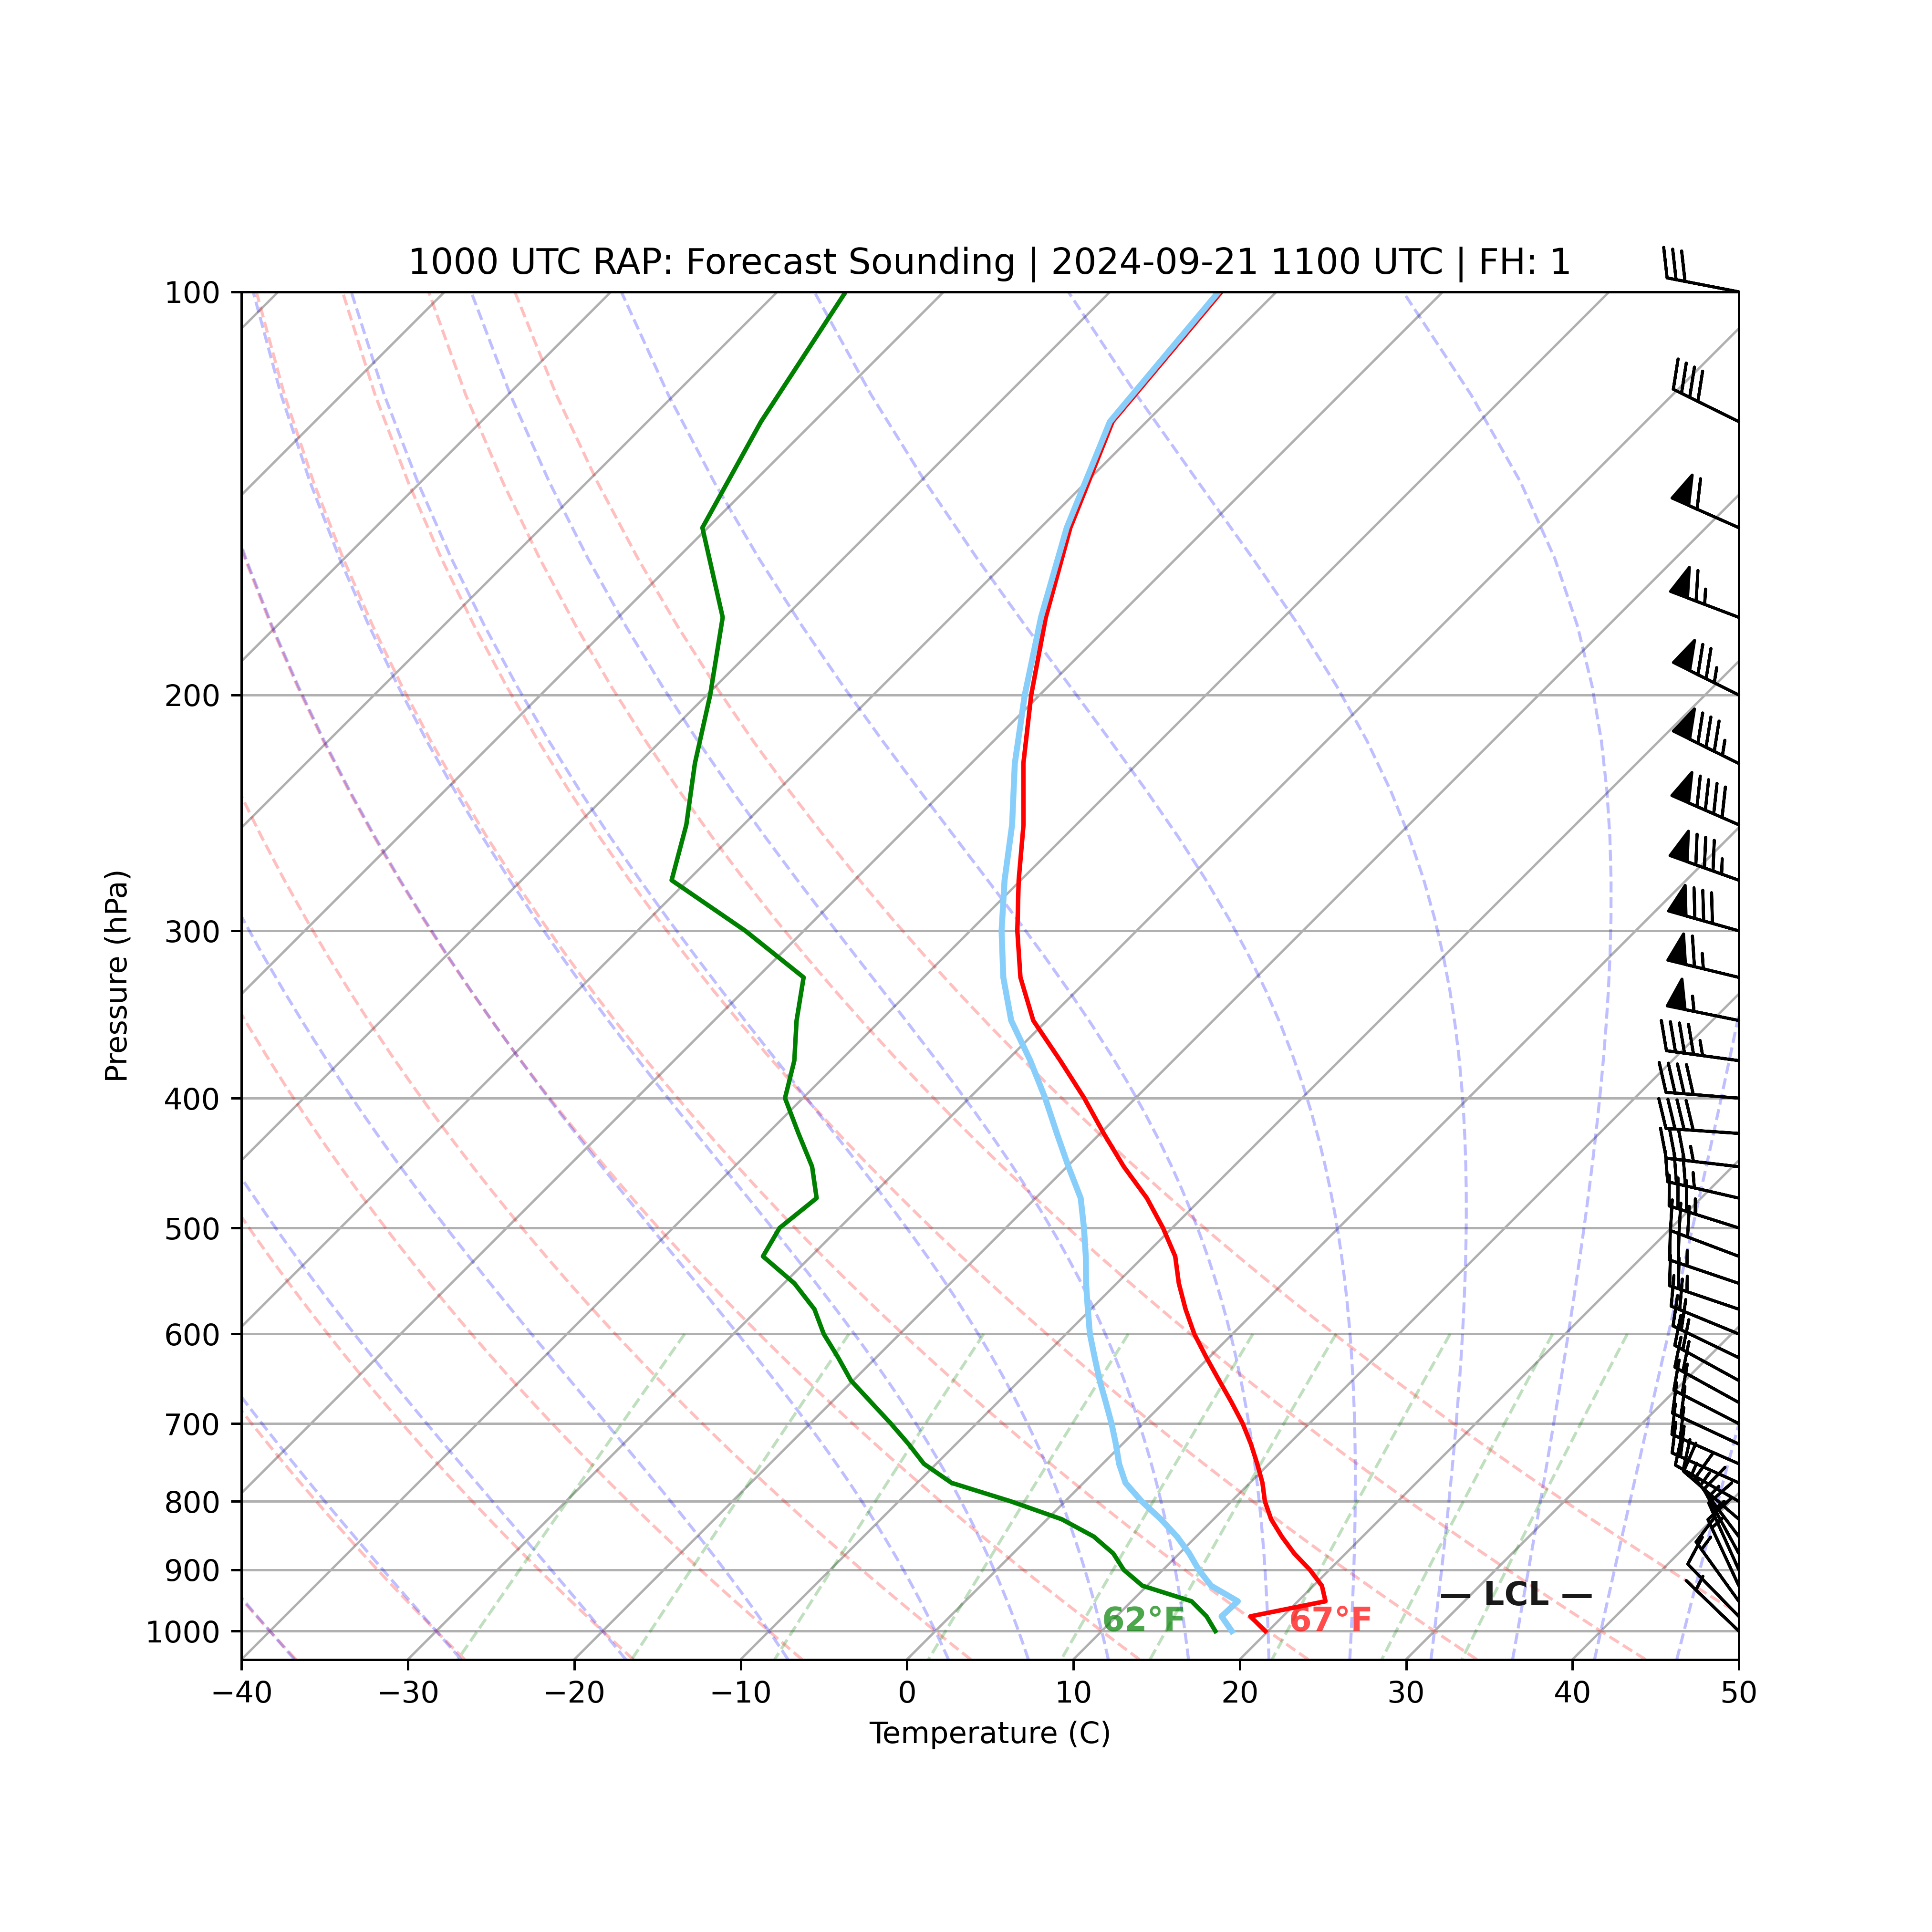 1000 UTC RAP: Forecast Sounding | 2024-09-21 1100 UTC | FH: 1
100
200
300
400
500
600
700
800
900
1000
Pressure (hPa)
— LCL —
62°F
67°F
−40 −30 −20 −10 0 10 20 30 40 50
Temperature (C)